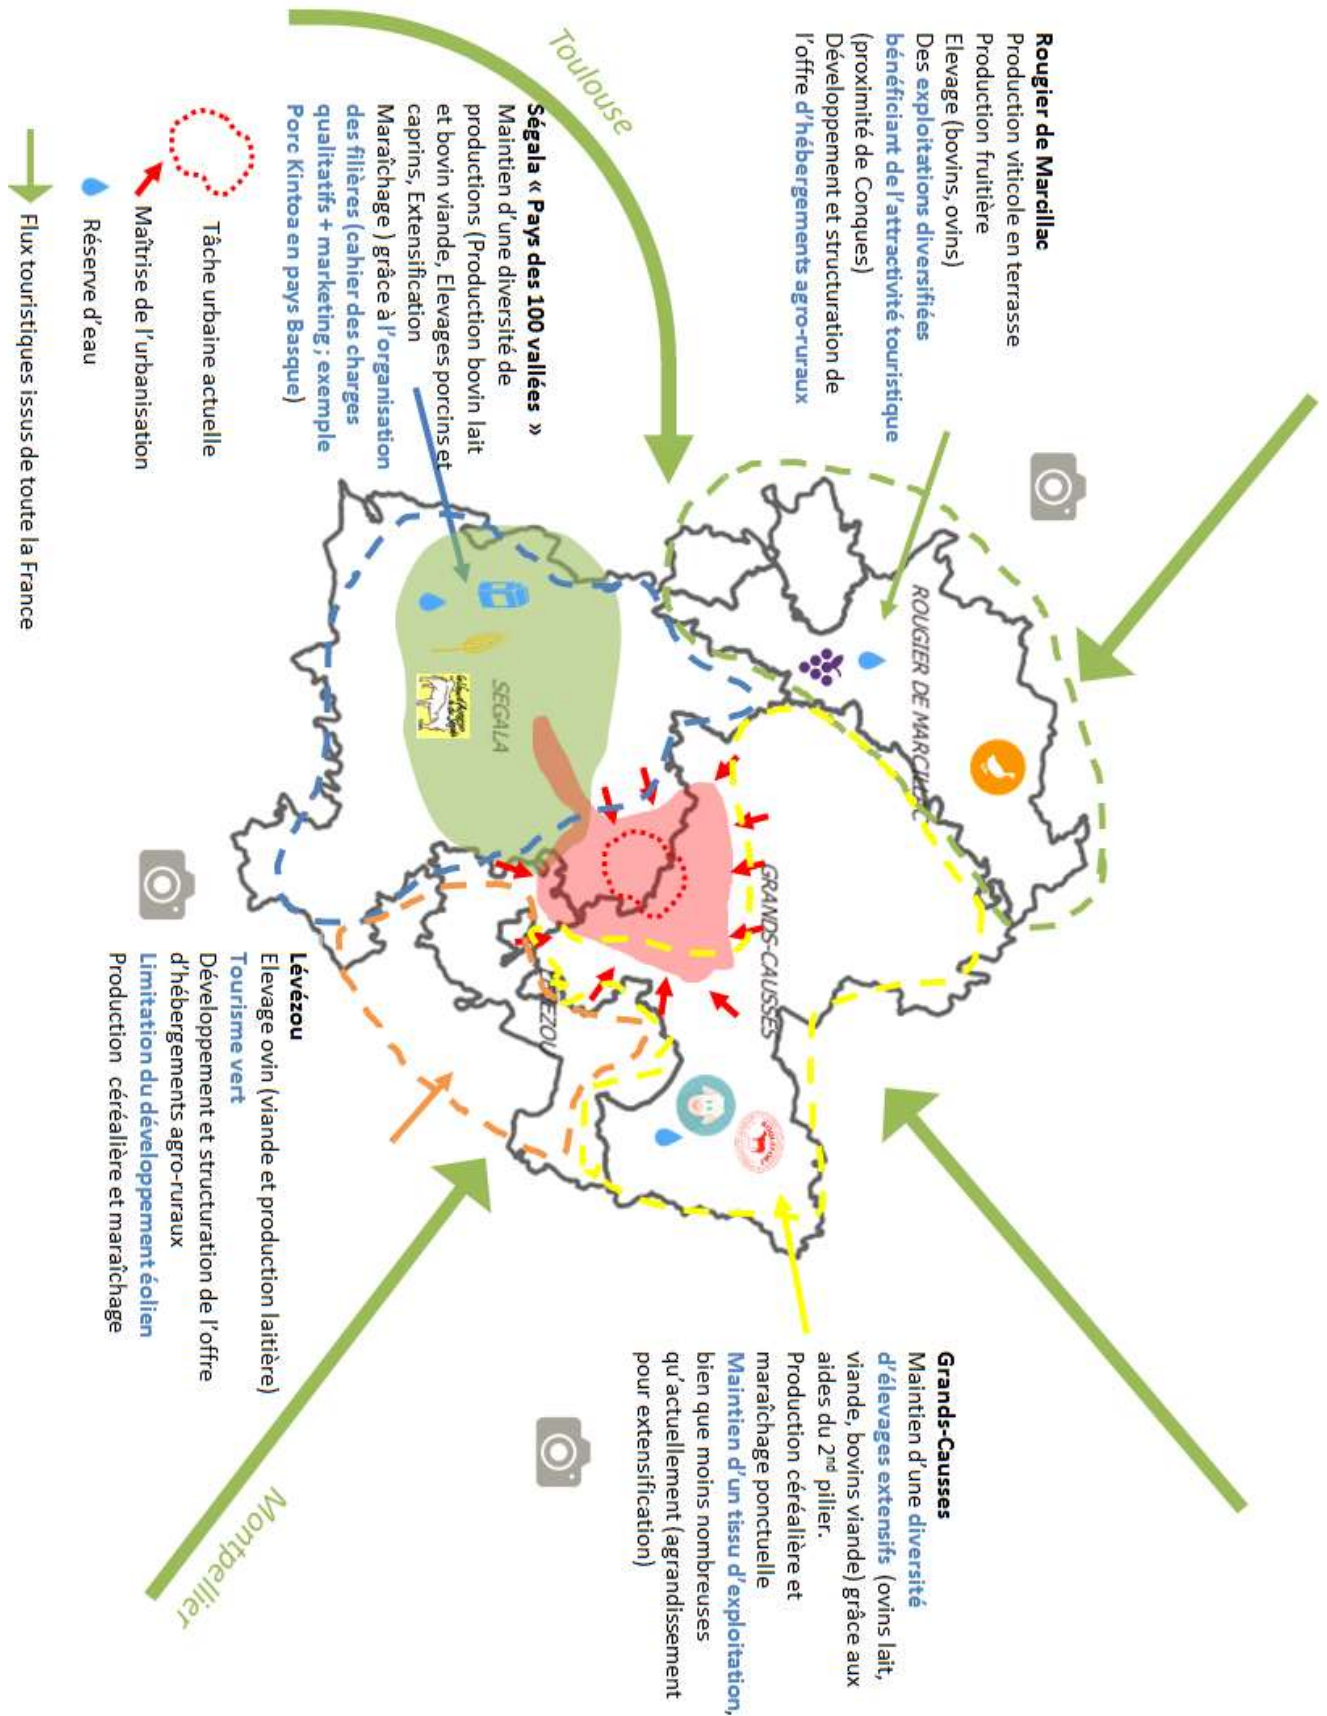 Rougier de Marcillac
Production viticole en terrasse
Production fruitière
Elevage (bovins, ovins)
Des exploitations diversifiées
bénéficiant de l'attractivité touristique
(proximité de Conques)
Développement et structuration de
l'offre d'hébergements agro-ruraux
Toulouse
Ségala « Pays des 100 vallées »
Maintien d'une diversité de
productions (Production bovin lait
et bovin viande, Elevages porcins et
caprins, Extensification
Maraîchage ) grâce à l'organisation
des filières (cahier des charges
qualitatifs + marketing ; exemple
Porc Kintoa en pays Basque)
ROUGIER DE MARCILLAC
GRANDS-CAUSSES
SEGALA
EZOU
Grands-Causses
Maintien d'une diversité
d'élevages extensifs (ovins lait,
viande, bovins viande) grâce aux
aides du 2nd pilier.
Production céréalière et
maraîchage ponctuelle
Maintien d'un tissu d'exploitation,
bien que moins nombreuses
qu'actuellement (agrandissement
pour extensification)
Lévézou
Elevage ovin (viande et production laitière)
Tourisme vert
Développement et structuration de l'offre
d'hébergements agro-ruraux
Limitation du développement éolien
Production céréalière et maraîchage
Montpellier
Tâche urbaine actuelle
Maîtrise de l'urbanisation
Réserve d'eau
Flux touristiques issus de toute la France